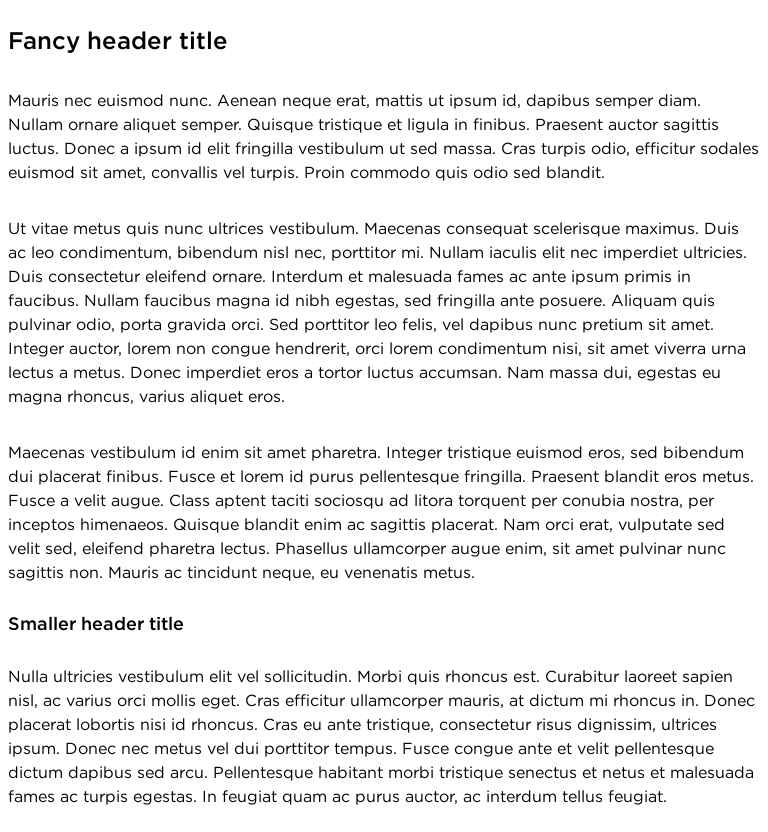 Fancy header title
Mauris nec euismod nunc. Aenean neque erat, mattis ut ipsum id, dapibus semper diam.
Nullam ornare aliquet semper. Quisque tristique et ligula in finibus. Praesent auctor sagittis
luctus. Donec a ipsum id elit fringilla vestibulum ut sed massa. Cras turpis odio, efficitur sodales
euismod sit amet, convallis vel turpis. Proin commodo quis odio sed blandit.
Ut vitae metus quis nunc ultrices vestibulum. Maecenas consequat scelerisque maximus. Duis
ac leo condimentum, bibendum nisl nec, porttitor mi. Nullam iaculis elit nec imperdiet ultricies.
Duis consectetur eleifend ornare. Interdum et malesuada fames ac ante ipsum primis in
faucibus. Nullam faucibus magna id nibh egestas, sed fringilla ante posuere. Aliquam quis
pulvinar odio, porta gravida orci. Sed porttitor leo felis, vel dapibus nunc pretium sit amet.
Integer auctor, lorem non congue hendrerit, orci lorem condimentum nisi, sit amet viverra urna
lectus a metus. Donec imperdiet eros a tortor luctus accumsan. Nam massa dui, egestas eu
magna rhoncus, varius aliquet eros.
Maecenas vestibulum id enim sit amet pharetra. Integer tristique euismod eros, sed bibendum
dui placerat finibus. Fusce et lorem id purus pellentesque fringilla. Praesent blandit eros metus.
Fusce a velit augue. Class aptent taciti sociosqu ad litora torquent per conubia nostra, per
inceptos himenaeos. Quisque blandit enim ac sagittis placerat. Nam orci erat, vulputate sed
velit sed, eleifend pharetra lectus. Phasellus ullamcorper augue enim, sit amet pulvinar nunc
sagittis non. Mauris ac tincidunt neque, eu venenatis metus.
Smaller header title
Nulla ultricies vestibulum elit vel sollicitudin. Morbi quis rhoncus est. Curabitur laoreet sapien
nisl, ac varius orci mollis eget. Cras efficitur ullamcorper mauris, at dictum mi rhoncus in. Donec
placerat lobortis nisi id rhoncus. Cras eu ante tristique, consectetur risus dignissim, ultrices
ipsum. Donec nec metus vel dui porttitor tempus. Fusce congue ante et velit pellentesque
dictum dapibus sed arcu. Pellentesque habitant morbi tristique senectus et netus et malesuada
fames ac turpis egestas. In feugiat quam ac purus auctor, ac interdum tellus feugiat.